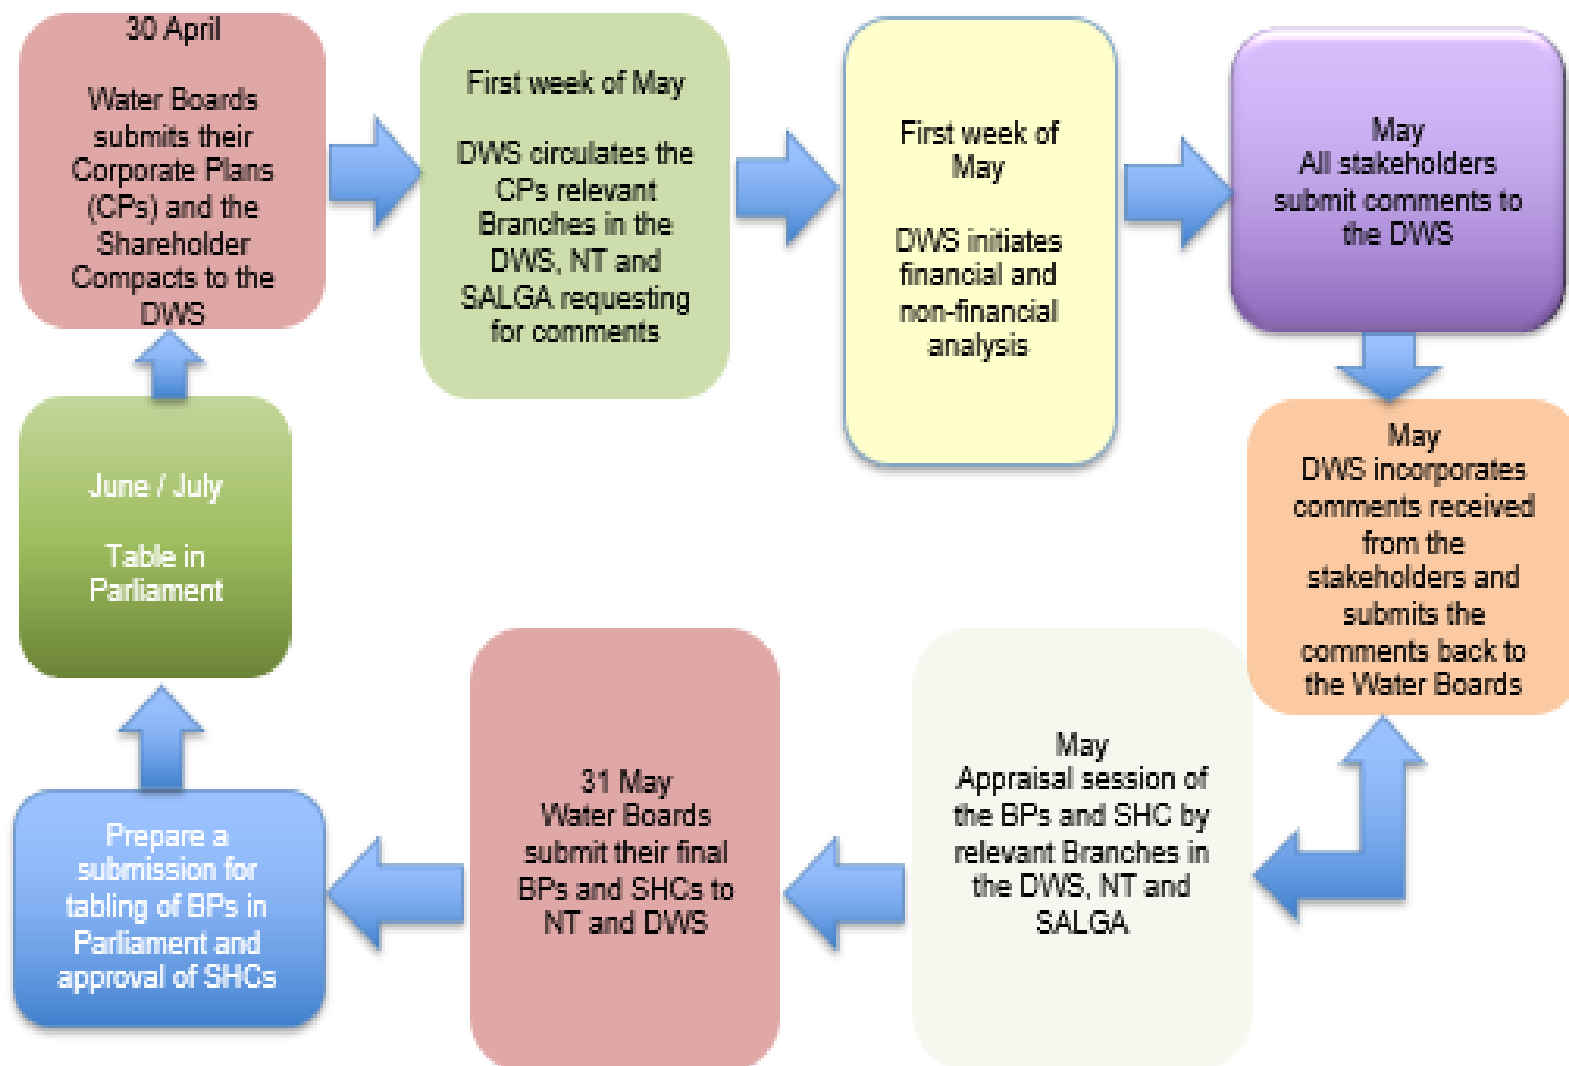 30 April
Water Boards
submits their
Corporate Plans
(CPs) and the
Shareholder
Compacts to the
DWS
First week of May
DWS circulates the
CPs relevant
Branches in the
DWS, NT and
SALGA requesting
for comments
First week of
May
DWS initiates
financial and
non-financial
analysis
May
All stakeholders
submit comments to
the DWS
May
DWS incorporates
comments received
from the
stakeholders and
submits the
comments back to
the Water Boards
May
Appraisal session of
the BPs and SHC by
relevant Branches in
the DWS, NT and
SALGA
31 May
Water Boards
submit their final
BPs and SHCs to
NT and DWS
Prepare a
submission for
tabling of BPs in
Parliament and
approval of SHCs
June / July
Table in
Parliament